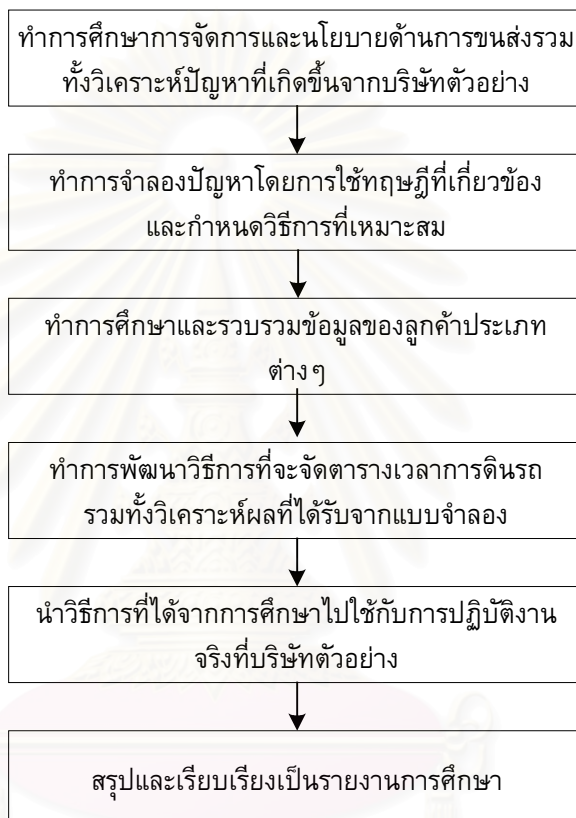 ทำการศึกษาการจัดการและนโยบายด้านการขนส่งรวม
ทั้งวิเคราะห์ปัญหาที่เกิดขึ้นจากบริษัทตัวอย่าง
ทำการจำลองปัญหาโดยการใช้ทฤษฎีที่เกี่ยวข้อง
และกำหนดวิธีการที่เหมาะสม
ทำการศึกษาและรวบรวมข้อมูลของลูกค้าประเภท
ต่างๆ
ทำการพัฒนาวิธีการที่จะจัดตารางเวลาการดินรถ
รวมทั้งวิเคราะห์ผลที่ได้รับจากแบบจำลอง
นำวิธีการที่ได้จากการศึกษาไปใช้กับการปฏิบัติงาน
จริงที่บริษัทตัวอย่าง
สรุปและเรียบเรียงเป็นรายงานการศึกษา